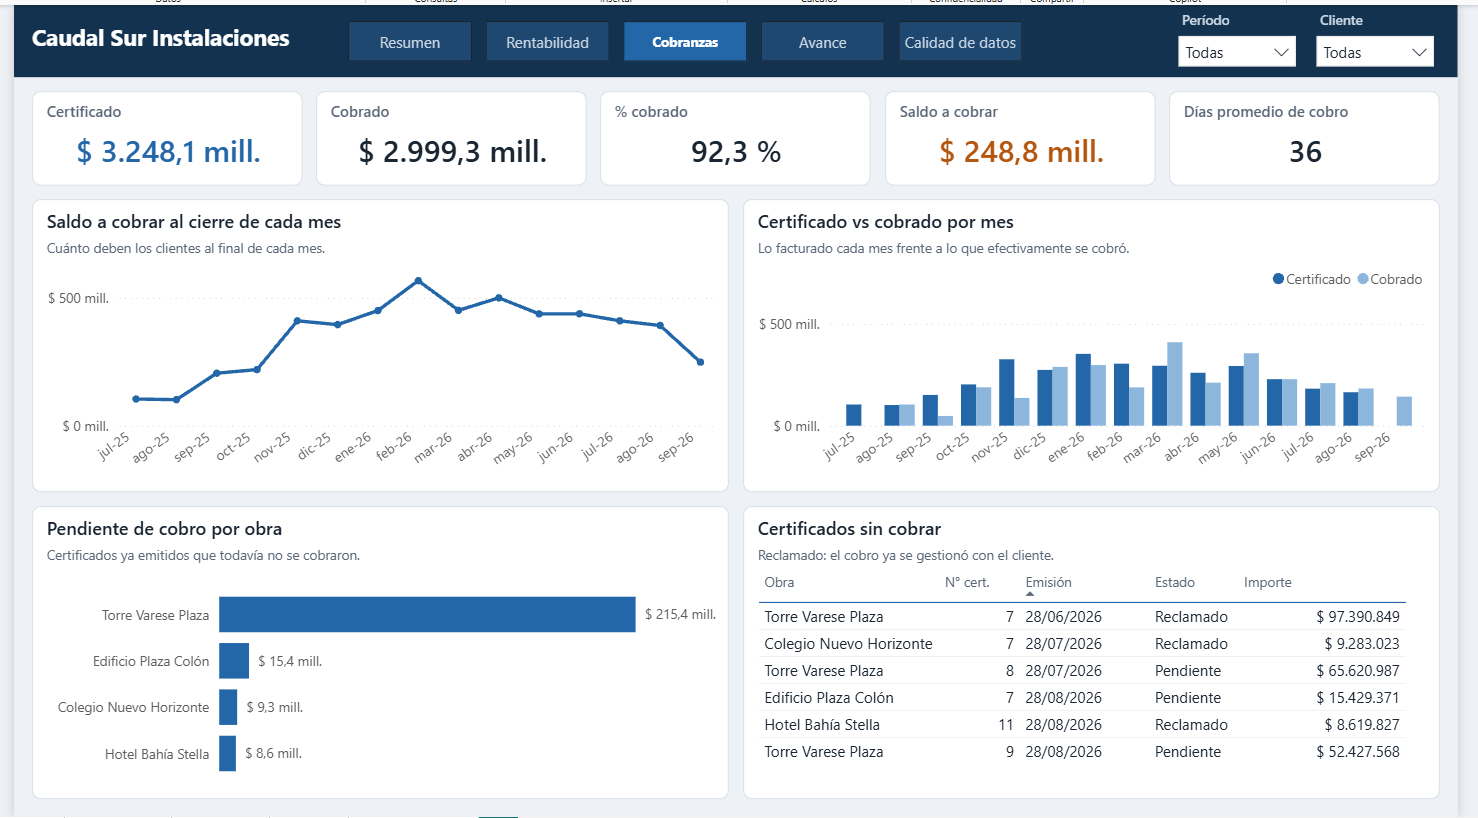 Caudal Sur Instalaciones
Resumen
Rentabilidad
Cobranzas
Avance
Calidad de datos
Período
Todas
Cliente
Todas
Certificado
$ 3.248,1 mill.
Cobrado
$ 2.999,3 mill.
% cobrado
92,3 %
Saldo a cobrar
$ 248,8 mill.
Días promedio de cobro
36
Saldo a cobrar al cierre de cada mes
Cuánto deben los clientes al final de cada mes.
$ 500 mill.
$ 0 mill.
jul-25 ago-25 sep-25 oct-25 nov-25 dic-25 ene-26 feb-26 mar-26 abr-26 may-26 jun-26 jul-26 ago-26 sep-26
Certificado vs cobrado por mes
Lo facturado cada mes frente a lo que efectivamente se cobró.
Certificado Cobrado
$ 500 mill.
$ 0 mill.
jul-25 ago-25 sep-25 oct-25 nov-25 dic-25 ene-26 feb-26 mar-26 abr-26 may-26 jun-26 jul-26 ago-26 sep-26
Pendiente de cobro por obra
Certificados ya emitidos que todavía no se cobraron.
Torre Varese Plaza $ 215,4 mill.
Edificio Plaza Colón $ 15,4 mill.
Colegio Nuevo Horizonte $ 9,3 mill.
Hotel Bahía Stella $ 8,6 mill.
Certificados sin cobrar
Reclamado: el cobro ya se gestionó con el cliente.
Obra N° cert. Emisión Estado Importe
Torre Varese Plaza 7 28/06/2026 Reclamado $ 97.390.849
Colegio Nuevo Horizonte 7 28/07/2026 Reclamado $ 9.283.023
Torre Varese Plaza 8 28/07/2026 Pendiente $ 65.620.987
Edificio Plaza Colón 7 28/08/2026 Pendiente $ 15.429.371
Hotel Bahía Stella 11 28/08/2026 Reclamado $ 8.619.827
Torre Varese Plaza 9 28/08/2026 Pendiente $ 52.427.568